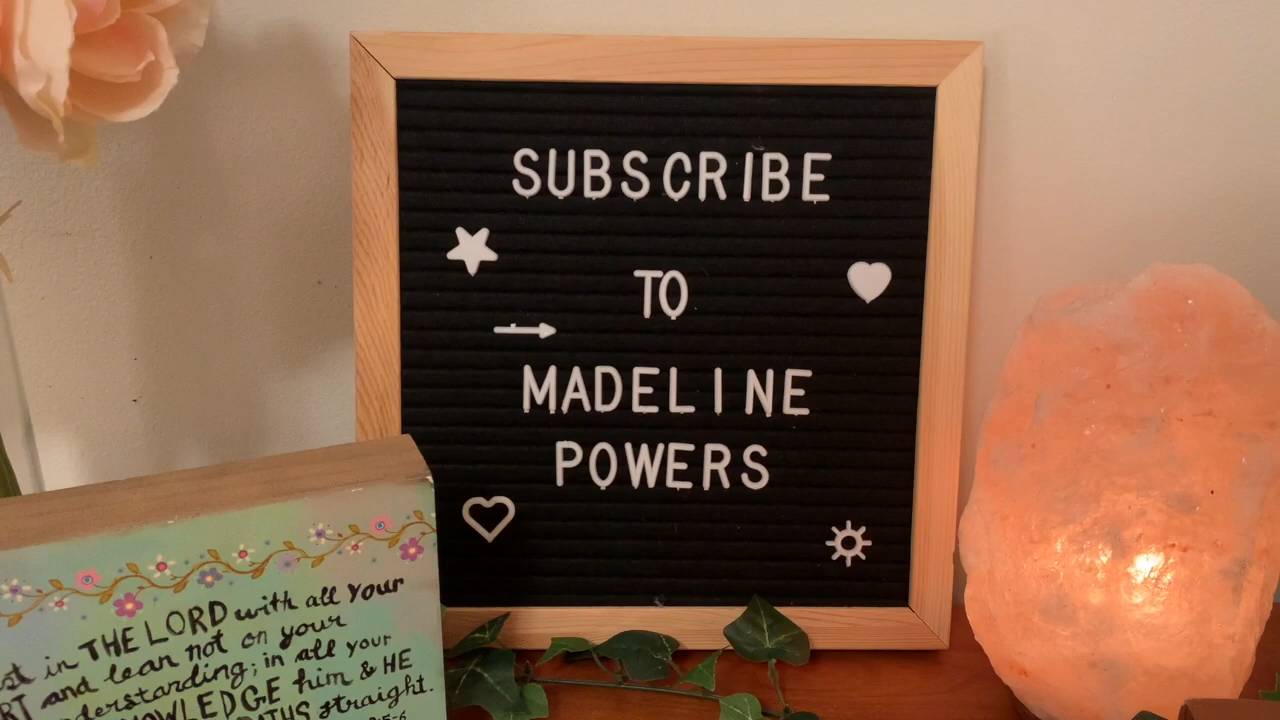 SUBSCRIBE
TO
MADELINE
POWERS
in THE LORD with all your
and lean not on your
in all your
him & HE
straight.